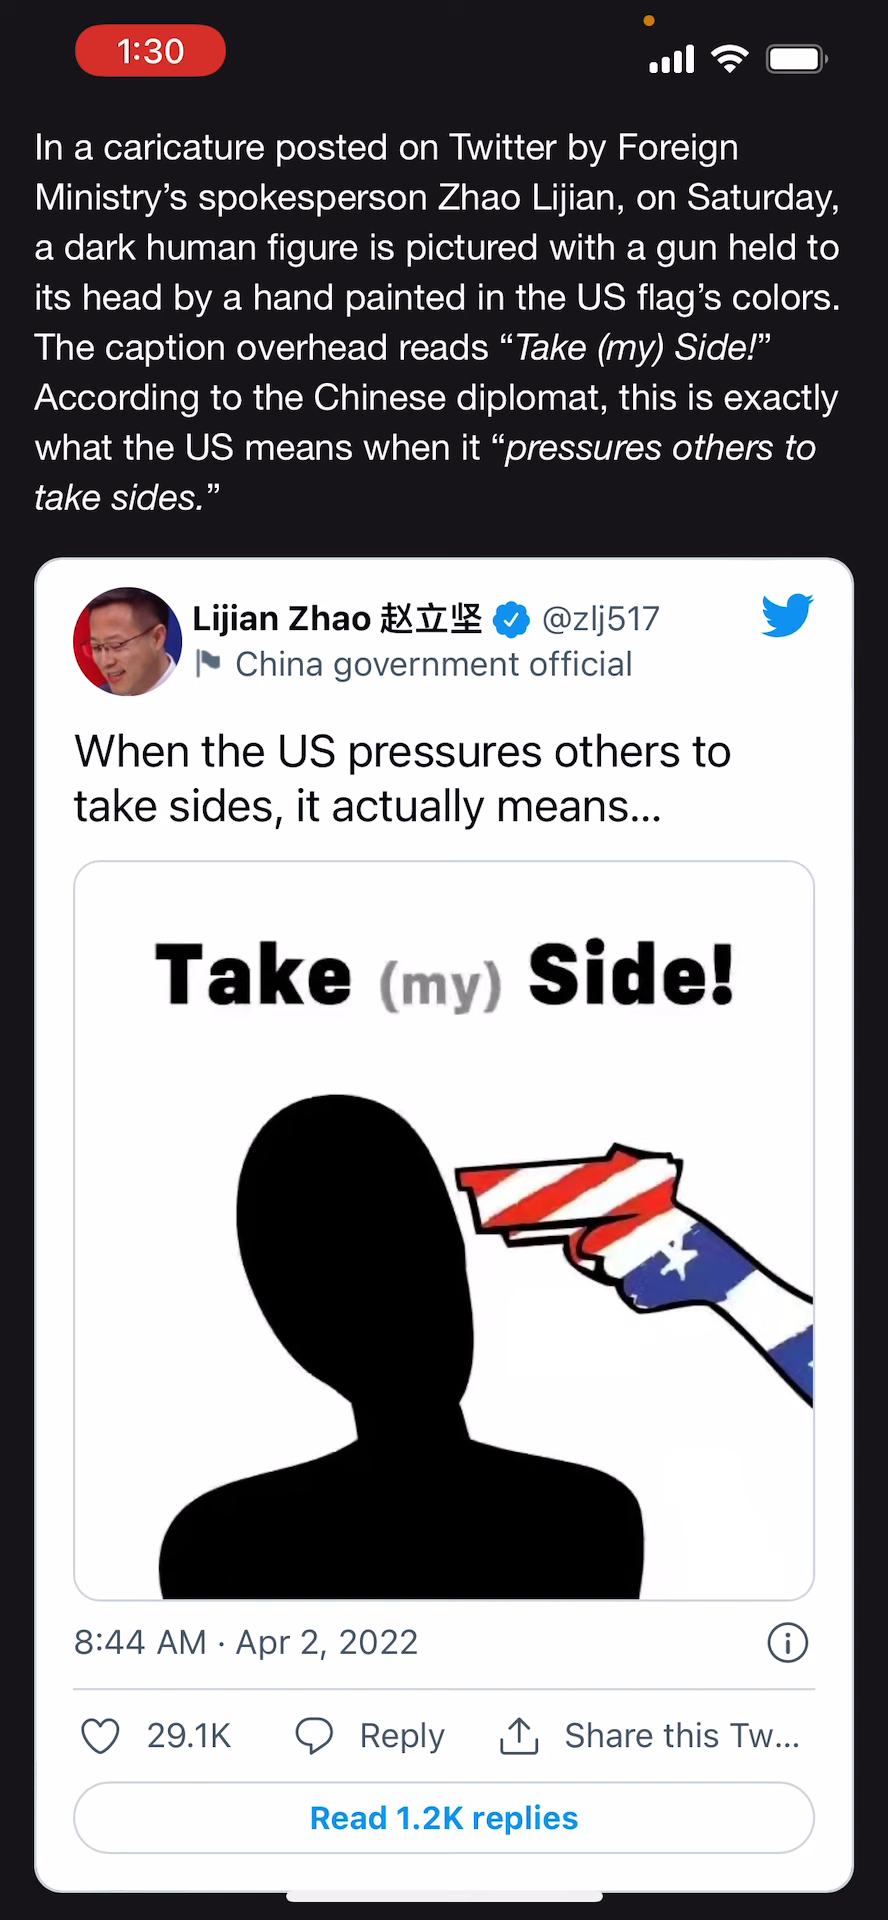 1:30
In a caricature posted on Twitter by Foreign
Ministry’s spokesperson Zhao Lijian, on Saturday,
a dark human figure is pictured with a gun held to
its head by a hand painted in the US flag’s colors.
The caption overhead reads “Take (my) Side!”
According to the Chinese diplomat, this is exactly
what the US means when it “pressures others to
take sides.”
Lijian Zhao 赵立坚 @zlj517
China government official
When the US pressures others to
take sides, it actually means...
Take (my) Side!
8:44 AM · Apr 2, 2022
29.1K Reply Share this Tw...
Read 1.2K replies